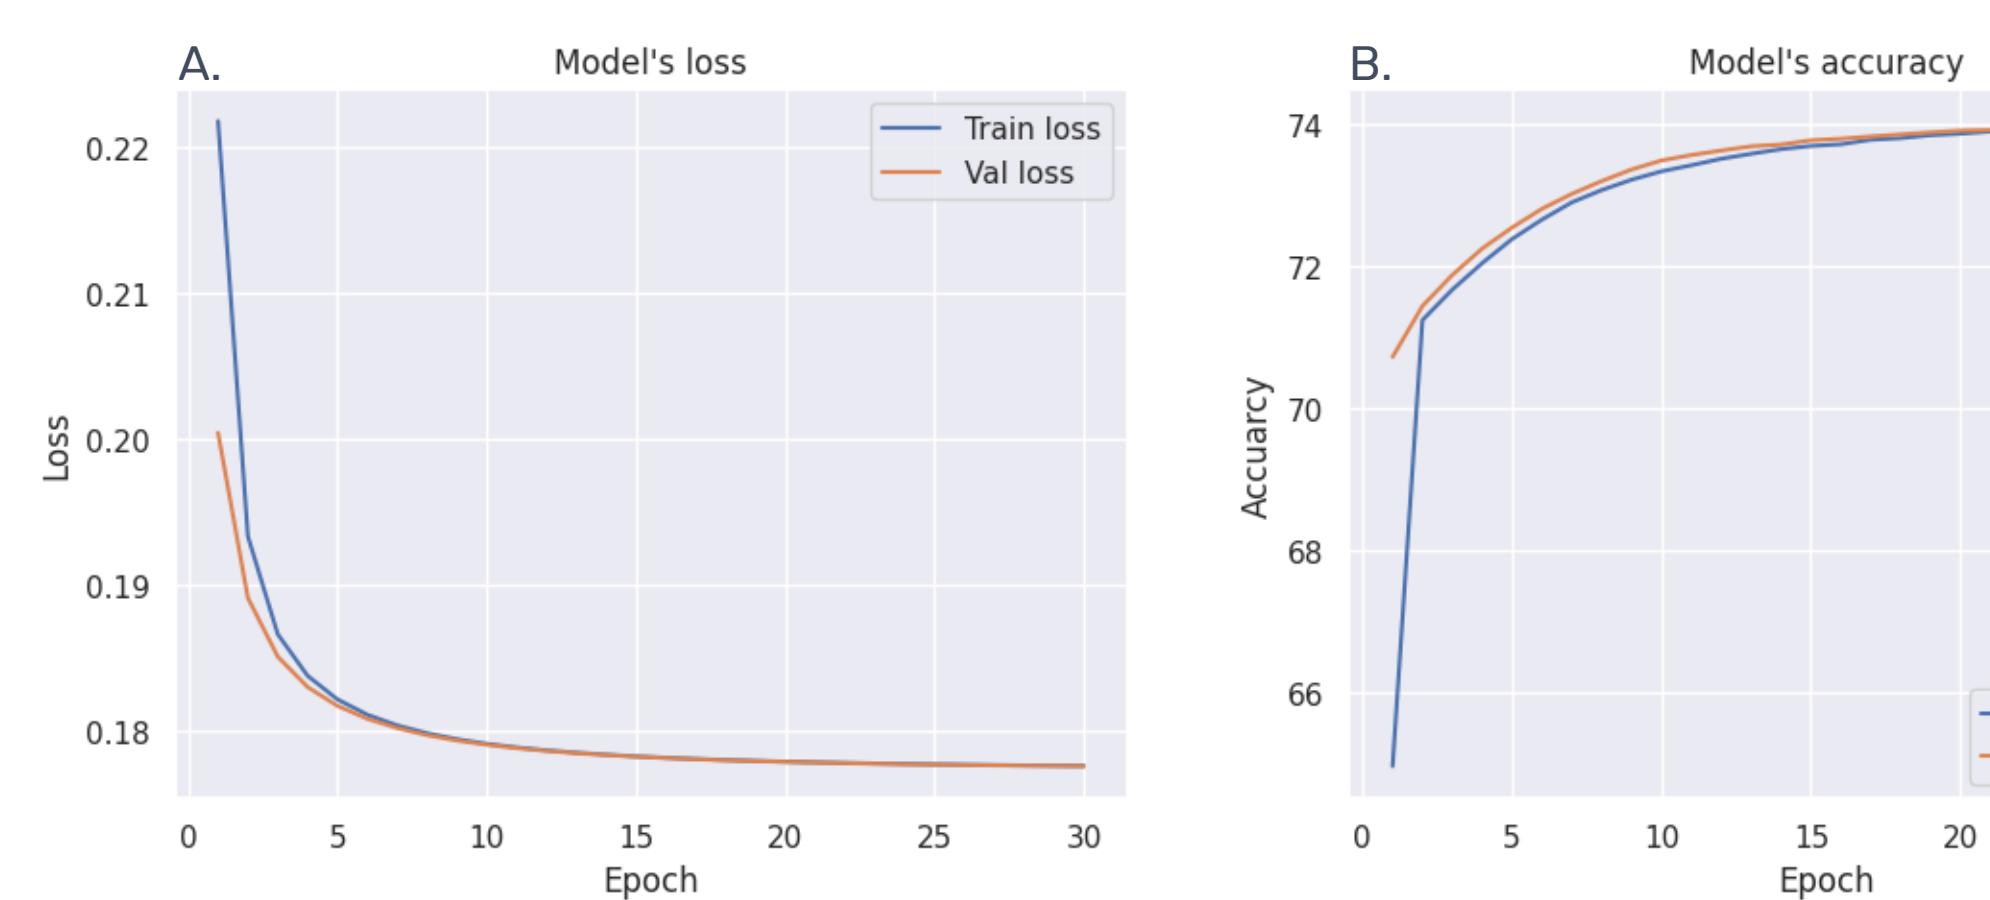 A.
Model's loss
Train loss
Val loss
0.22
0.21
0.20
0.19
0.18
Loss
0 5 10 15 20 25 30
Epoch
B.
Model's accuracy
74
72
70
68
66
Accuarcy
0 5 10 15 20
Epoch